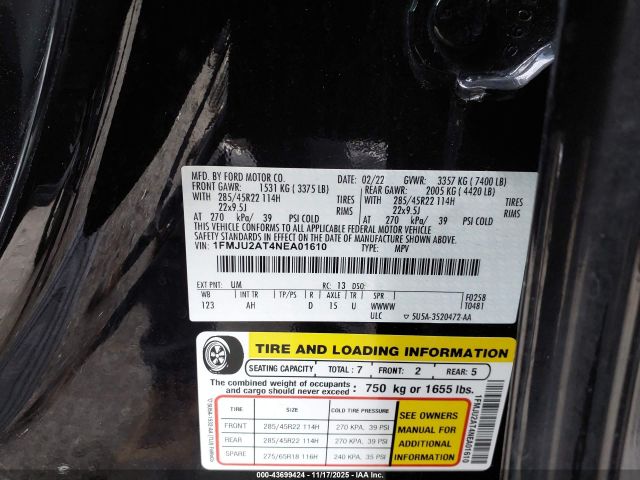 MFD. BY FORD MOTOR CO.
02/22
GVWR: 3357 KG ( 7400 LB)
FRONT GAWR: 1531 KG ( 3375 LB)
REAR GAWR: 2005 KG ( 4420 LB)
WITH 285/45R22 114H TIRES
WITH 285/45R22 114H TIRES
22x9.5J RIMS
22x9.5J RIMS
AT 270 kPa/ 39 PSI COLD
AT 270 kPa/ 39 PSI COLD
THIS VEHICLE CONFORMS TO ALL APPLICABLE FEDERAL MOTOR VEHICLE
SAFETY AND THEFT PREVENTION STANDARDS IN EFFECT ON THE DATE OF MANUFACTURE SHOWN ABOVE.
VIN: 1FMJU2AT4NEA01610
TYPE: MPV
EXT PNT: UM RC: 13 DSO:
WB INT TR TP/PS R AXLE TR SPR
F0258
T0481
123 AH D 15 U WWWW
ULC
5U5A-3520472-AA
TIRE AND LOADING INFORMATION
SEATING CAPACITY TOTAL : 7 FRONT: 2 REAR: 5
The combined weight of occupants
and cargo should never exceed :
750 kg or 1655 lbs.
TIRE SIZE COLD TIRE PRESSURE
FRONT 285/45R22 114H 270 KPA, 39 PSI
REAR 285/45R22 114H 270 KPA, 39 PSI
SPARE 275/65R18 116H 240 KPA, 35 PSI
SEE OWNERS
MANUAL FOR
ADDITIONAL
INFORMATION
1FMJU2AT4NEA01610
000-43699424 - 11/17/2025 - IAA Inc.